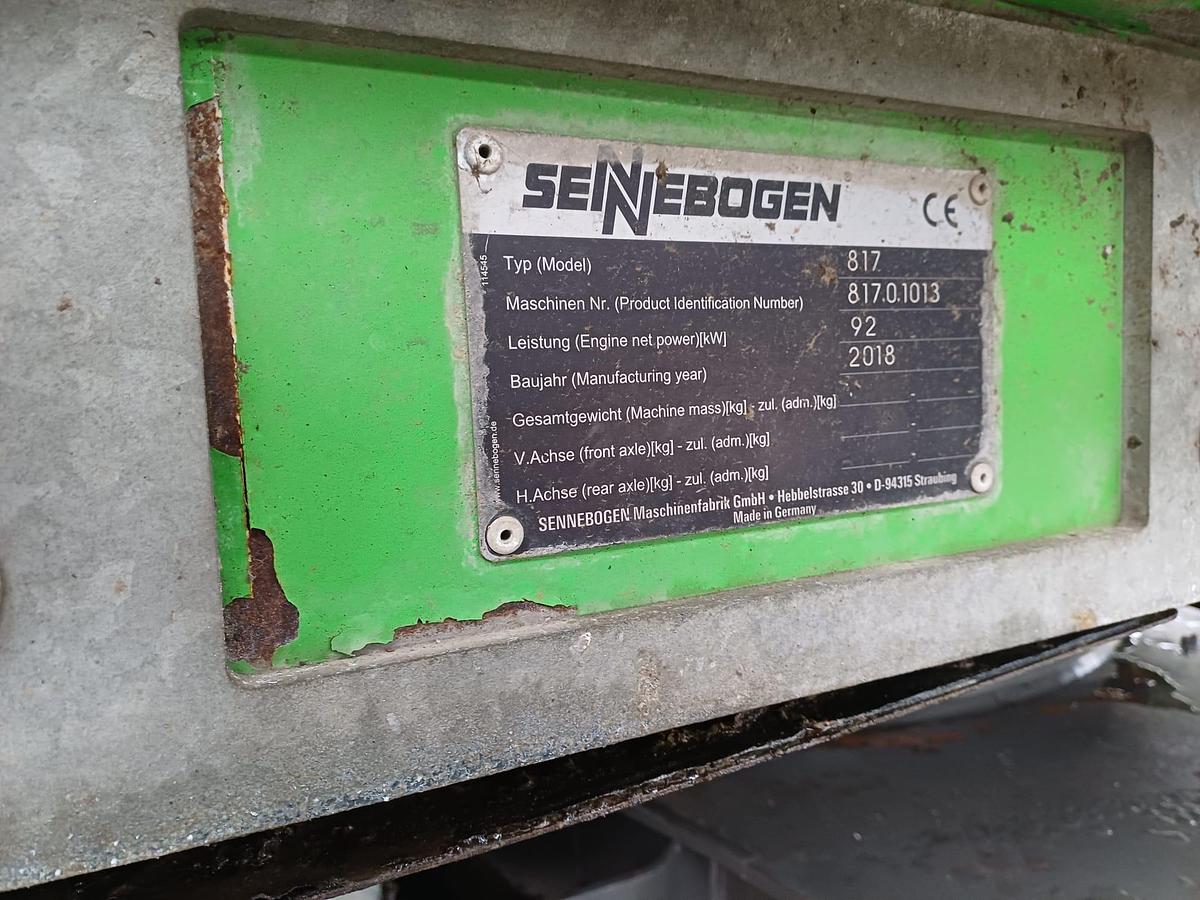 SENNEBOGEN CE
114545
Typ (Model) 817
Maschinen Nr. (Product Identification Number) 817.0.1013
Leistung (Engine net power)[kW] 92
Baujahr (Manufacturing year) 2018
Gesamtgewicht (Machine mass)[kg] - zul. (adm.)[kg]
V.Achse (front axle)[kg] - zul. (adm.)[kg]
H.Achse (rear axle)[kg] - zul. (adm.)[kg]
www.sennebogen.de
SENNEBOGEN Maschinenfabrik GmbH • Hebbelstrasse 30 • D-94315 Straubing
Made in Germany